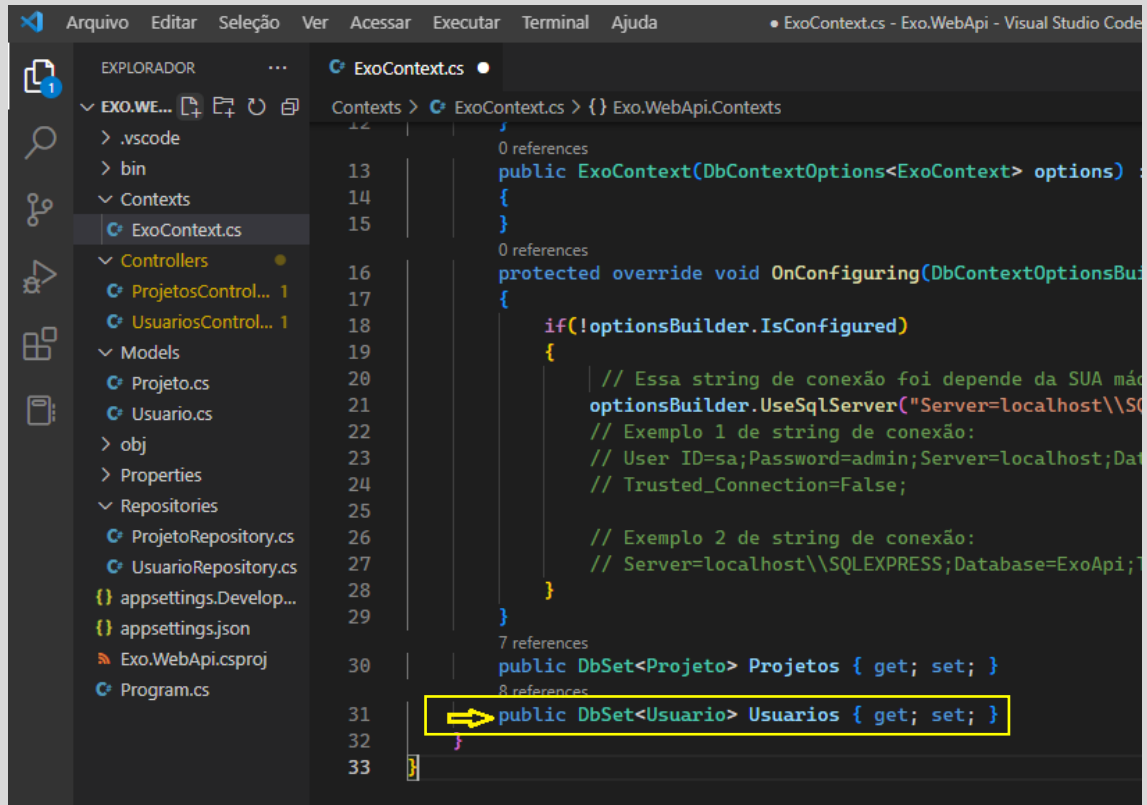 Arquivo Editar Seleção Ver Acessar Executar Terminal Ajuda ● ExoContext.cs - Exo.WebApi - Visual Studio Code
EXPLORADOR ···
1
EXO.WE...
> .vscode
> bin
Contexts
ExoContext.cs
Controllers
ProjetosControl... 1
UsuariosControl... 1
Models
Projeto.cs
Usuario.cs
> obj
> Properties
Repositories
ProjetoRepository.cs
UsuarioRepository.cs
{} appsettings.Develop...
{} appsettings.json
Exo.WebApi.csproj
Program.cs
ExoContext.cs ●
Contexts > ExoContext.cs > {} Exo.WebApi.Contexts
12 }
0 references
13 public ExoContext(DbContextOptions<ExoContext> options) :
14 {
15 }
0 references
16 protected override void OnConfiguring(DbContextOptionsBui
17 {
18 if(!optionsBuilder.IsConfigured)
19 {
20 // Essa string de conexão foi depende da SUA máq
21 optionsBuilder.UseSqlServer("Server=localhost\\SQ
22 // Exemplo 1 de string de conexão:
23 // User ID=sa;Password=admin;Server=localhost;Dat
24 // Trusted_Connection=False;
25
26 // Exemplo 2 de string de conexão:
27 // Server=localhost\\SQLEXPRESS;Database=ExoApi;T
28 }
29 }
7 references
30 public DbSet<Projeto> Projetos { get; set; }
8 references
31 public DbSet<Usuario> Usuarios { get; set; }
32 }
33 }